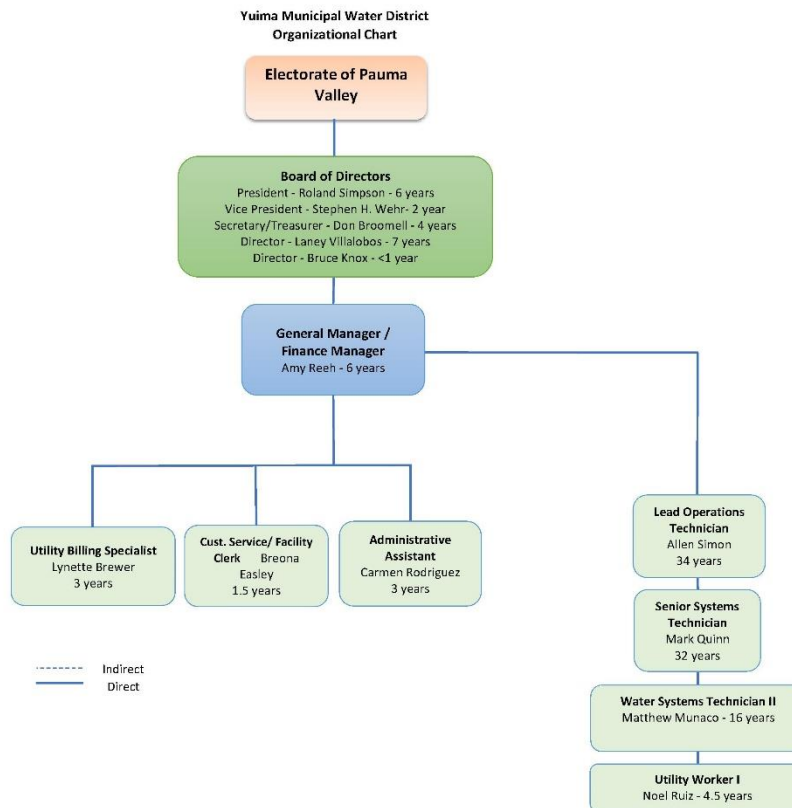 Yuima Municipal Water District
Organizational Chart
Electorate of Pauma
Valley
Board of Directors
President - Roland Simpson - 6 years
Vice President - Stephen H. Wehr- 2 year
Secretary/Treasurer - Don Broomell - 4 years
Director - Laney Villalobos - 7 years
Director - Bruce Knox - <1 year
General Manager /
Finance Manager
Amy Reeh - 6 years
Utility Billing Specialist
Lynette Brewer
3 years
Cust. Service/ Facility
Clerk Breona
Easley
1.5 years
Administrative
Assistant
Carmen Rodriguez
3 years
Lead Operations
Technician
Allen Simon
34 years
Senior Systems
Technician
Mark Quinn
32 years
Water Systems Technician II
Matthew Munaco - 16 years
Utility Worker I
Noel Ruiz - 4.5 years
Indirect
Direct